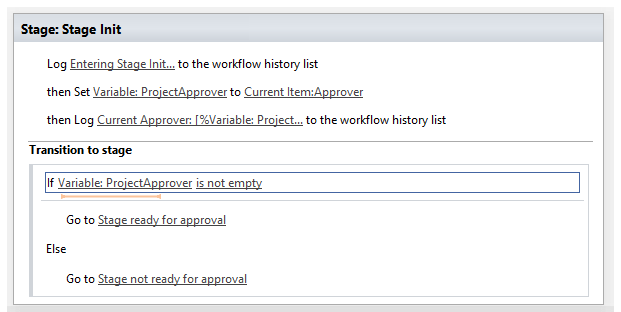 Stage: Stage Init
Log Entering Stage Init... to the workflow history list
then Set Variable: ProjectApprover to Current Item:Approver
then Log Current Approver: [%Variable: Project... to the workflow history list
Transition to stage
If Variable: ProjectApprover is not empty
Go to Stage ready for approval
Else
Go to Stage not ready for approval